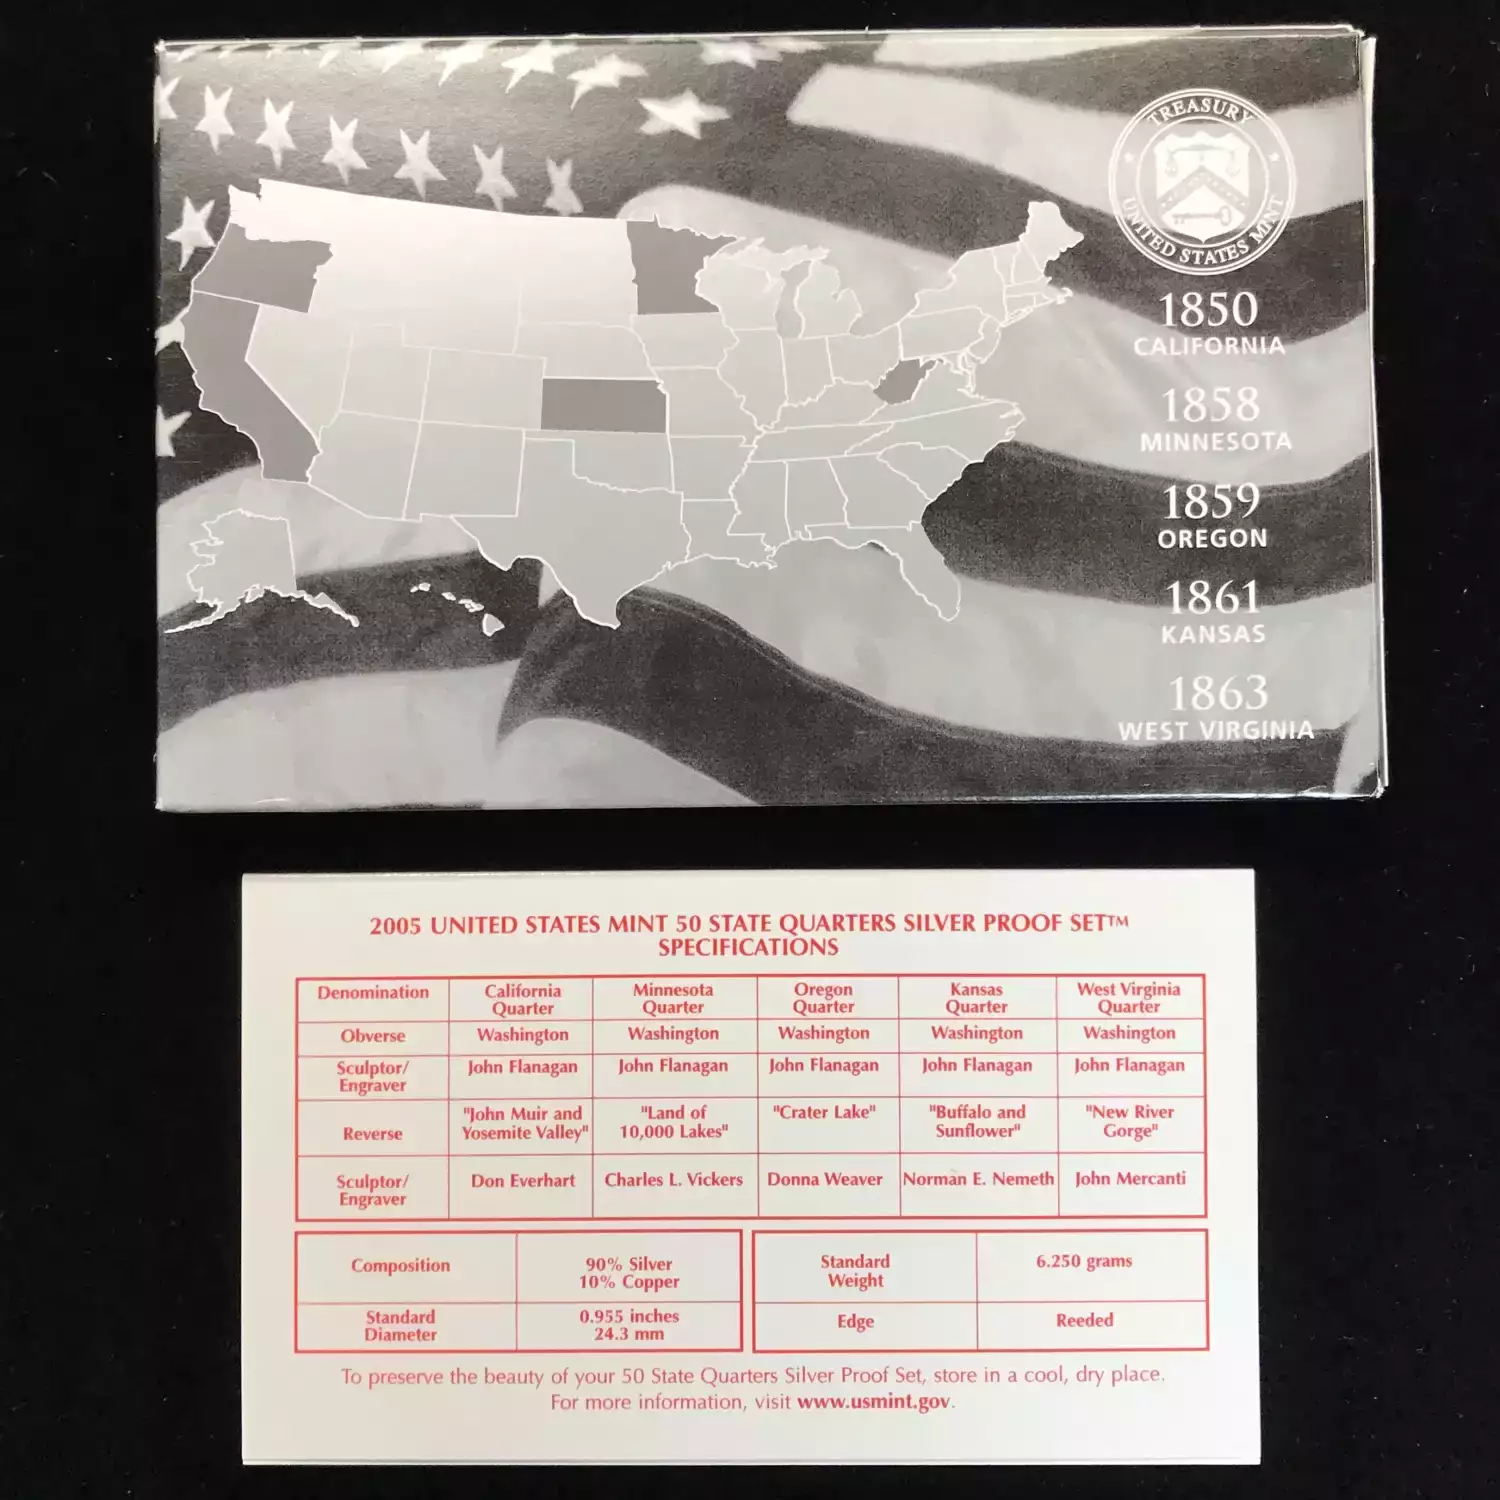 TREASURY
UNITED STATES MINT
1850
CALIFORNIA
1858
MINNESOTA
1859
OREGON
1861
KANSAS
1863
WEST VIRGINIA
2005 UNITED STATES MINT 50 STATE QUARTERS SILVER PROOF SET™
SPECIFICATIONS
Denomination California Quarter Minnesota Quarter Oregon Quarter Kansas Quarter West Virginia Quarter
Obverse Washington Washington Washington Washington Washington
Sculptor/ Engraver John Flanagan John Flanagan John Flanagan John Flanagan John Flanagan
Reverse "John Muir and Yosemite Valley" "Land of 10,000 Lakes" "Crater Lake" "Buffalo and Sunflower" "New River Gorge"
Sculptor/ Engraver Don Everhart Charles L. Vickers Donna Weaver Norman E. Nemeth John Mercanti
Composition 90% Silver 10% Copper
Standard Diameter 0.955 inches 24.3 mm
Standard Weight 6.250 grams
Edge Reeded
To preserve the beauty of your 50 State Quarters Silver Proof Set, store in a cool, dry place.
For more information, visit www.usmint.gov.